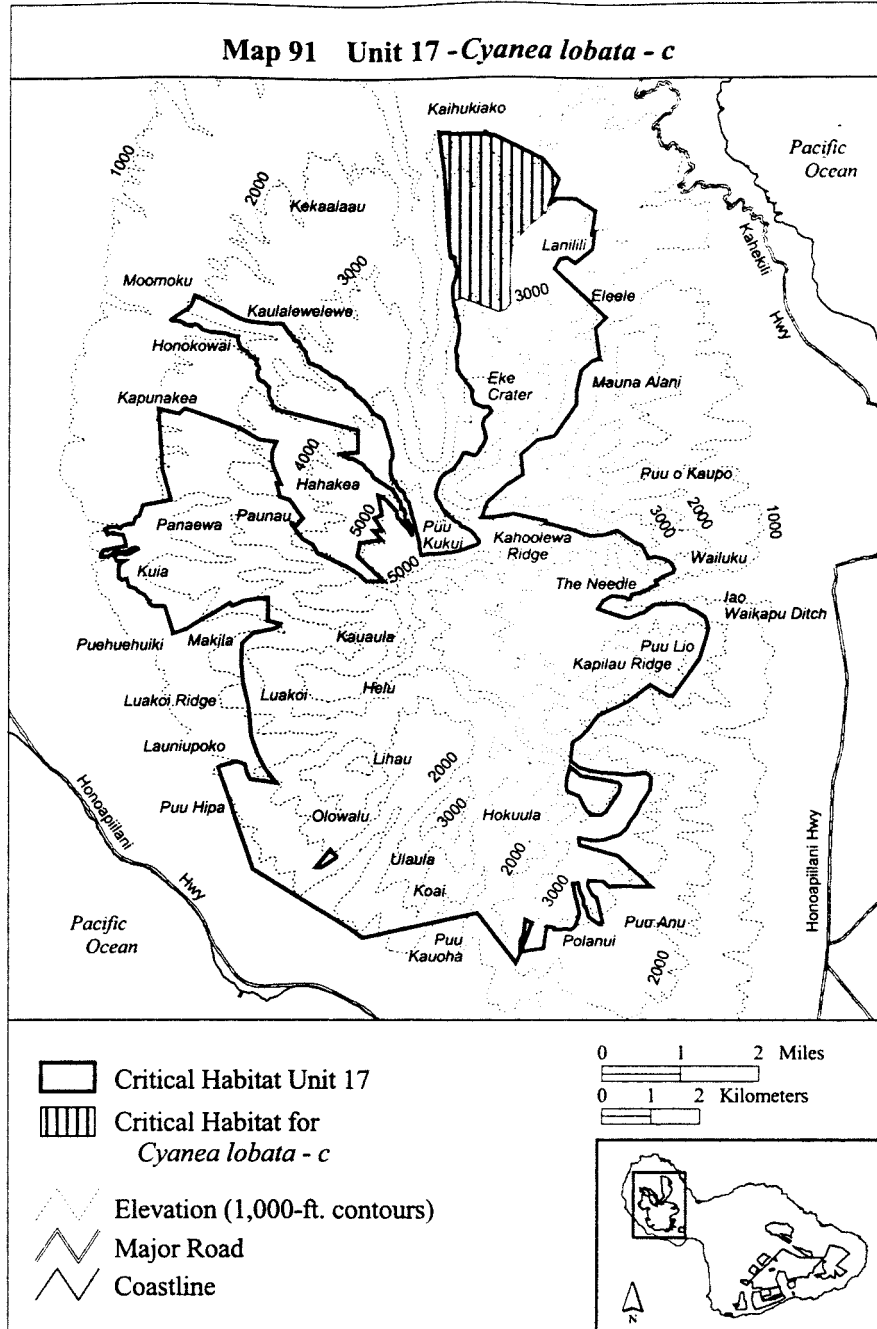 Map 91 Unit 17 - Cyanea lobata - c
Kaihukiako
Pacific
Ocean
1000
2000
Kekaalaau
Kahekili
Hwy
Lanilili
3000
3000
Eleele
Moomoku
Kaulalewelewe
Honokowai
Eke
Crater
Mauna Alani
Kapunakea
4000
Hahakea
Puu o Kaupo
5000
Panaewa
Paunau
Puu
Kukui
Kahoolewa
Ridge
3000
2000
1000
Wailuku
5000
Kuia
The Needle
Iao
Waikapu Ditch
Puehuehuiki
Makila
Kauaula
Puu Lio
Kapilau Ridge
Luakoi Ridge
Luakoi
Helu
Launiupoko
Lihau
2000
Puu Hipa
Olowalu
3000
Hokuula
Honoapiilani
Hwy
Ulaula
2000
Koai
3000
Honoapiilani Hwy
Pacific
Ocean
Puu
Kauoha
Polanui
Puu Anu
2000
Critical Habitat Unit 17
Critical Habitat for
Cyanea lobata - c
Elevation (1,000-ft. contours)
Major Road
Coastline
0 1 2 Miles
0 1 2 Kilometers
N